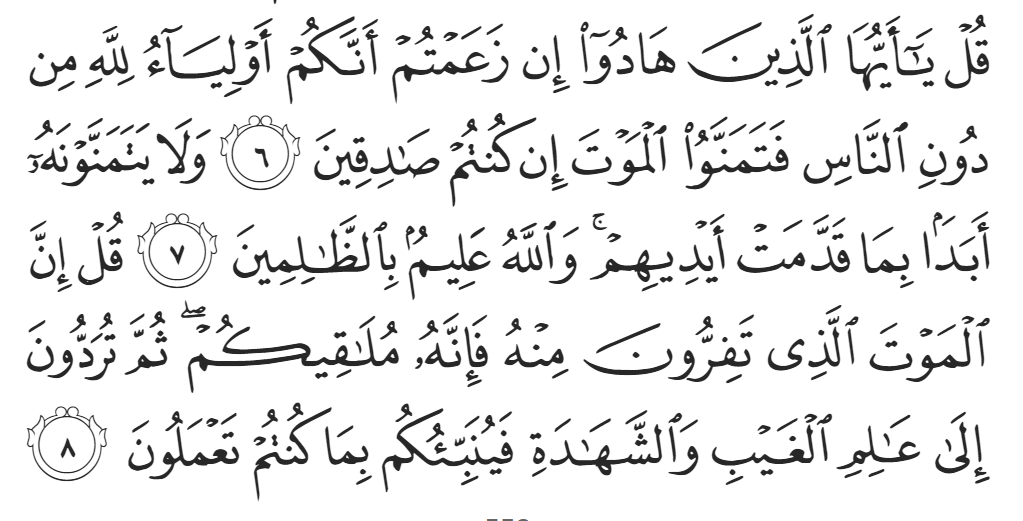 قُلْ يَـٰٓأَيُّهَا ٱلَّذِينَ هَادُوٓا۟ إِن زَعَمْتُمْ أَنَّكُمْ أَوْلِيَآءُ لِلَّهِ مِن
دُونِ ٱلنَّاسِ فَتَمَنَّوُا۟ ٱلْمَوْتَ إِن كُنتُمْ صَـٰدِقِينَ ٦ وَلَا يَتَمَنَّوْنَهُۥٓ
أَبَدًۢا بِمَا قَدَّمَتْ أَيْدِيهِمْ ۚ وَٱللَّهُ عَلِيمٌۢ بِٱلظَّـٰلِمِينَ ٧ قُلْ إِنَّ
ٱلْمَوْتَ ٱلَّذِى تَفِرُّونَ مِنْهُ فَإِنَّهُۥ مُلَـٰقِيكُمْ ۖ ثُمَّ تُرَدُّونَ
إِلَىٰ عَـٰلِمِ ٱلْغَيْبِ وَٱلشَّهَـٰدَةِ فَيُنَبِّئُكُم بِمَا كُنتُمْ تَعْمَلُونَ ٨